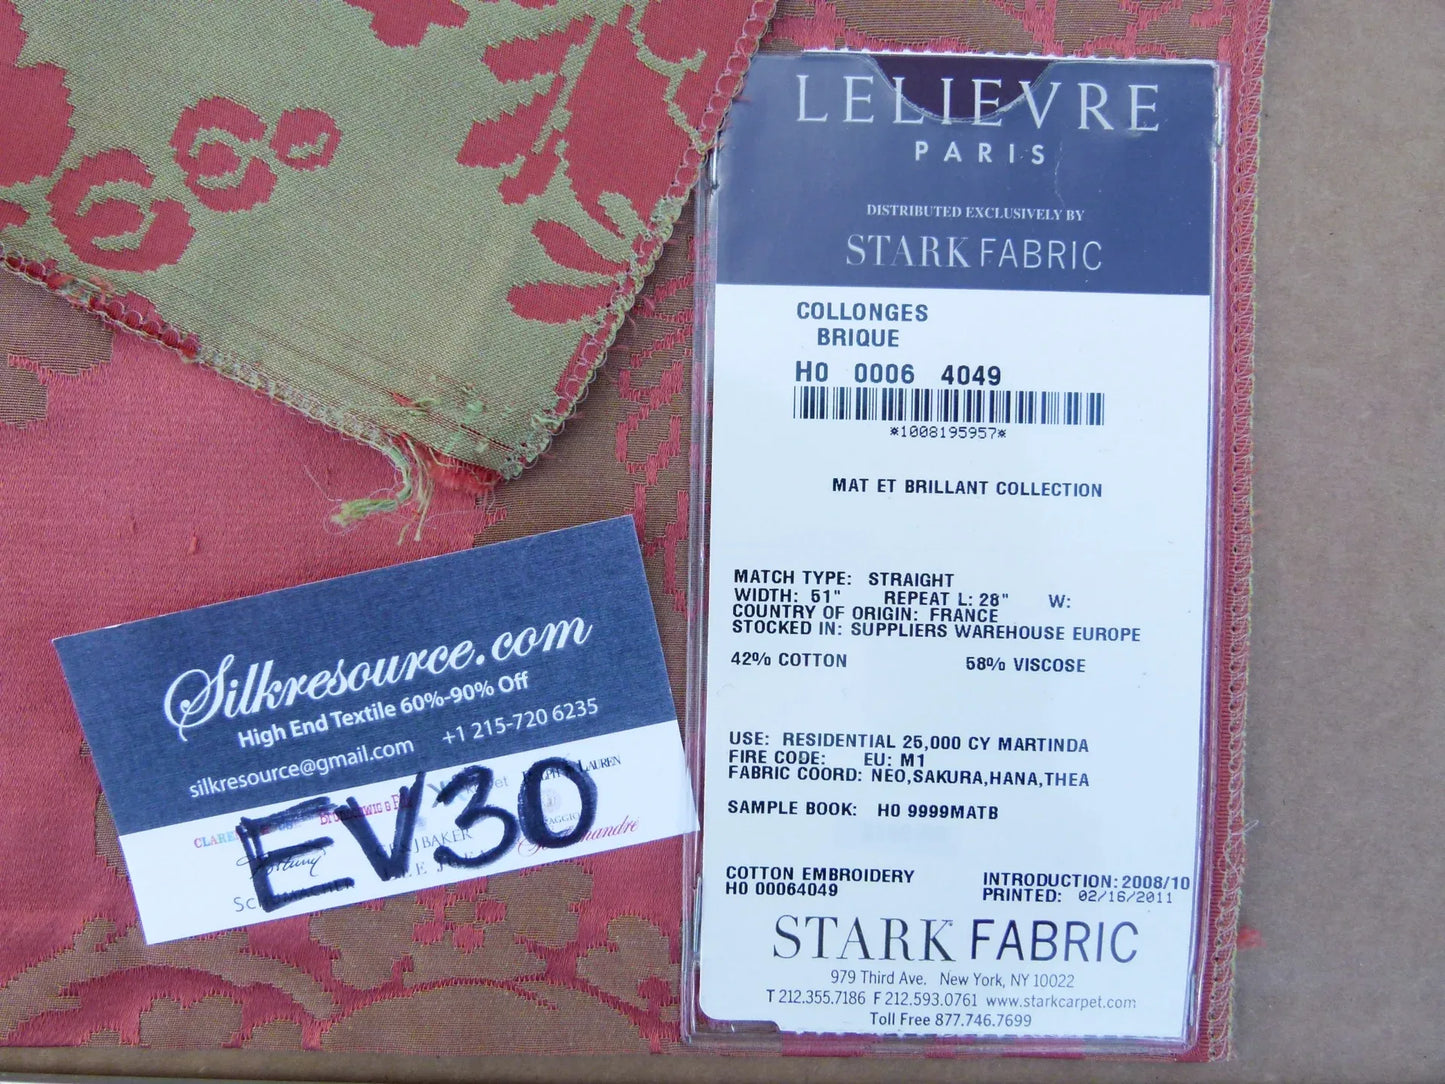 LELIEVRE
PARIS
DISTRIBUTED EXCLUSIVELY BY
STARK FABRIC
COLLONGES
BRIQUE
H0 0006 4049
*1008195957*
MAT ET BRILLANT COLLECTION
MATCH TYPE: STRAIGHT
WIDTH: 51" REPEAT L: 28" W:
COUNTRY OF ORIGIN: FRANCE
STOCKED IN: SUPPLIERS WAREHOUSE EUROPE
42% COTTON 58% VISCOSE
USE: RESIDENTIAL 25,000 CY MARTINDA
FIRE CODE: EU: M1
FABRIC COORD: NEO,SAKURA,HANA,THEA
SAMPLE BOOK: H0 9999MATB
COTTON EMBROIDERY INTRODUCTION: 2008/10
H0 00064049 PRINTED: 02/16/2011
STARK FABRIC
979 Third Ave. New York, NY 10022
T 212.355.7186 F 212.593.0761 www.starkcarpet.com
Toll Free 877.746.7699
Silkresource.com
High End Textile 60%-90% Off
silkresource@gmail.com +1 215-720 6235
LAUREN
EV30
BAKER